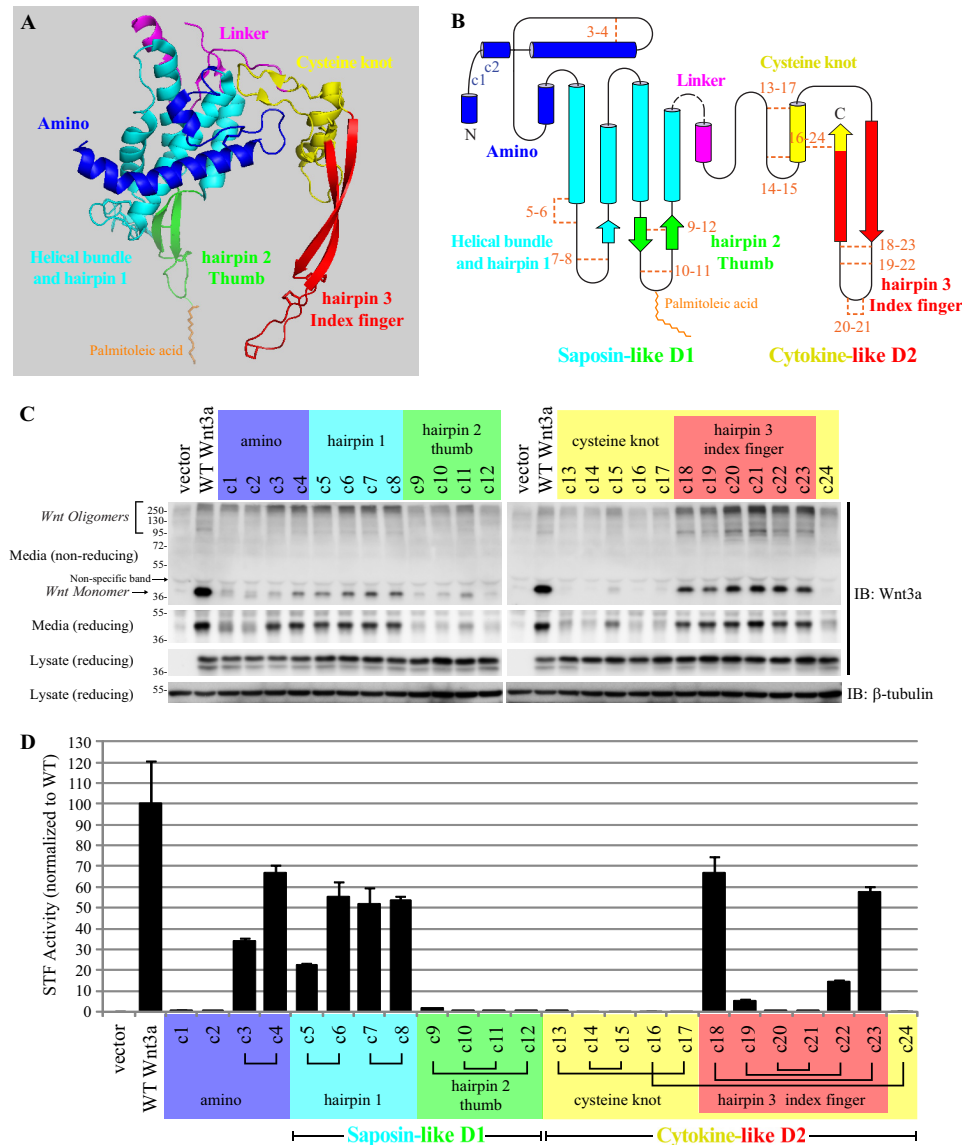 A
Linker
Cysteine knot
Amino
Helical bundle
and hairpin 1
hairpin 2
Thumb
hairpin 3
Index finger
Palmitoleic acid
B
3-4
c1
c2
N
Amino
Linker
Cysteine knot
13-17
C
16-24
14-15
5-6
7-8
9-12
10-11
Helical bundle
and hairpin 1
hairpin 2
Thumb
Palmitoleic acid
18-23
19-22
hairpin 3
Index finger
20-21
Saposin-like D1
Cytokine-like D2
C
vector
WT Wnt3a
amino
hairpin 1
hairpin 2
thumb
c1
c2
c3
c4
c5
c6
c7
c8
c9
c10
c11
c12
vector
WT Wnt3a
cysteine knot
hairpin 3
index finger
c13
c14
c15
c16
c17
c18
c19
c20
c21
c22
c23
c24
Wnt Oligomers
250-
130-
95-
72-
Media (non-reducing)
55-
Non-specific band
Wnt Monomer
36-
IB: Wnt3a
Media (reducing)
55-
36-
Lysate (reducing)
36-
Lysate (reducing)
55-
IB: β-tubulin
D
STF Activity (normalized to WT)
130
120
110
100
90
80
70
60
50
40
30
20
10
0
vector
WT Wnt3a
c1
c2
c3
c4
c5
c6
c7
c8
c9
c10
c11
c12
c13
c14
c15
c16
c17
c18
c19
c20
c21
c22
c23
c24
amino
hairpin 1
hairpin 2
thumb
cysteine knot
hairpin 3 index finger
Saposin-like D1
Cytokine-like D2